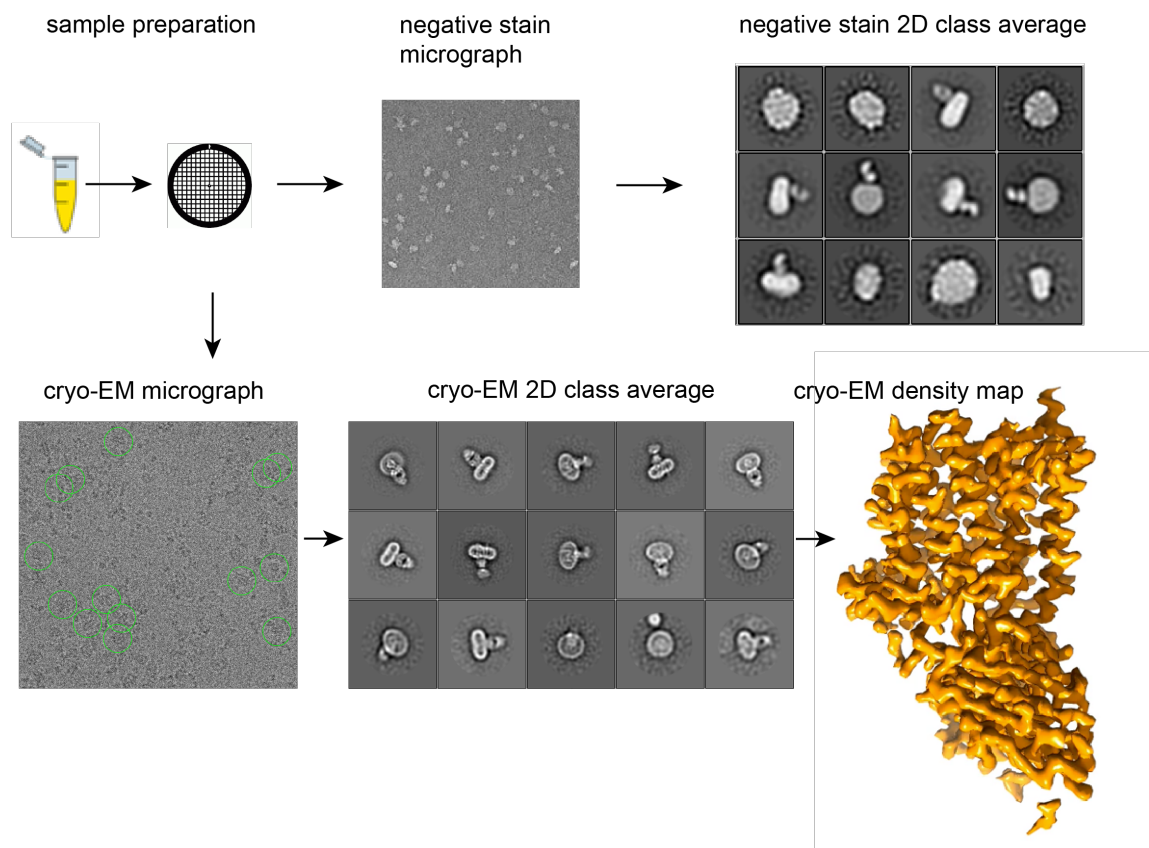 sample preparation
negative stain
micrograph
negative stain 2D class average
cryo-EM micrograph
cryo-EM 2D class average
cryo-EM density map